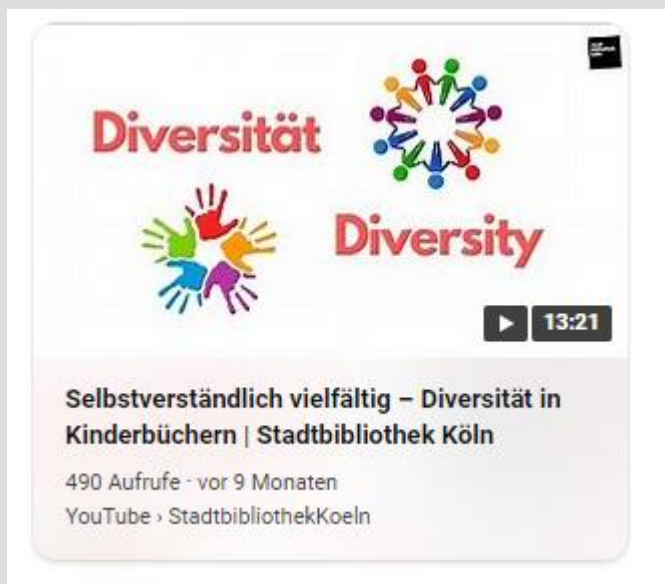 Diversität
Diversity
13:21
Selbstverständlich vielfältig – Diversität in
Kinderbüchern | Stadtbibliothek Köln
490 Aufrufe · vor 9 Monaten
YouTube › StadtbibliothekKoeln